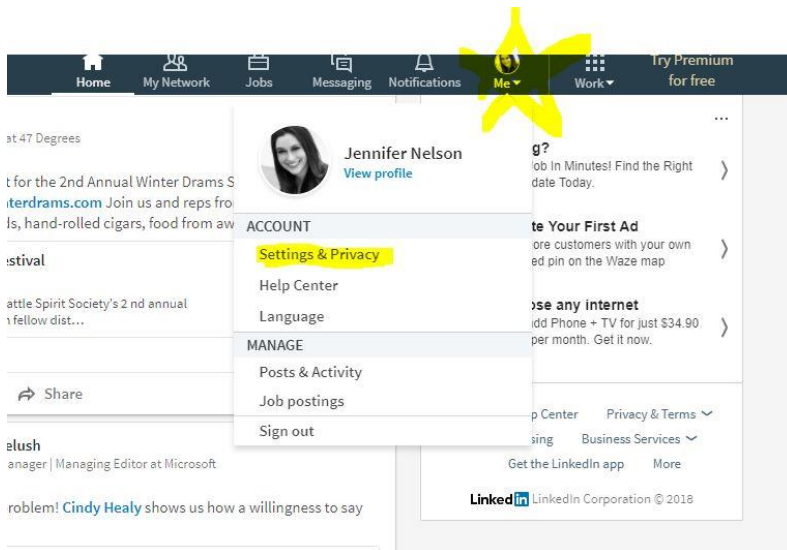 Home
My Network
Jobs
Messaging
Notifications
Me
Work
Try Premium
for free
at 47 Degrees
t for the 2nd Annual Winter Drams S
terdrams.com Join us and reps fro
ls, hand-rolled cigars, food from aw
estival
attle Spirit Society's 2 nd annual
fellow dist...
Share
elush
anager | Managing Editor at Microsoft
roblem! Cindy Healy shows us how a willingness to say
Jennifer Nelson
View profile
ACCOUNT
Settings & Privacy
Help Center
Language
MANAGE
Posts & Activity
Job postings
Sign out
...
g?
ob In Minutes! Find the Right
date Today.
te Your First Ad
ore customers with your own
ed pin on the Waze map
ose any internet
dd Phone + TV for just $34.90
per month. Get it now.
p Center Privacy & Terms
sing Business Services
Get the LinkedIn app More
LinkedIn LinkedIn Corporation © 2018